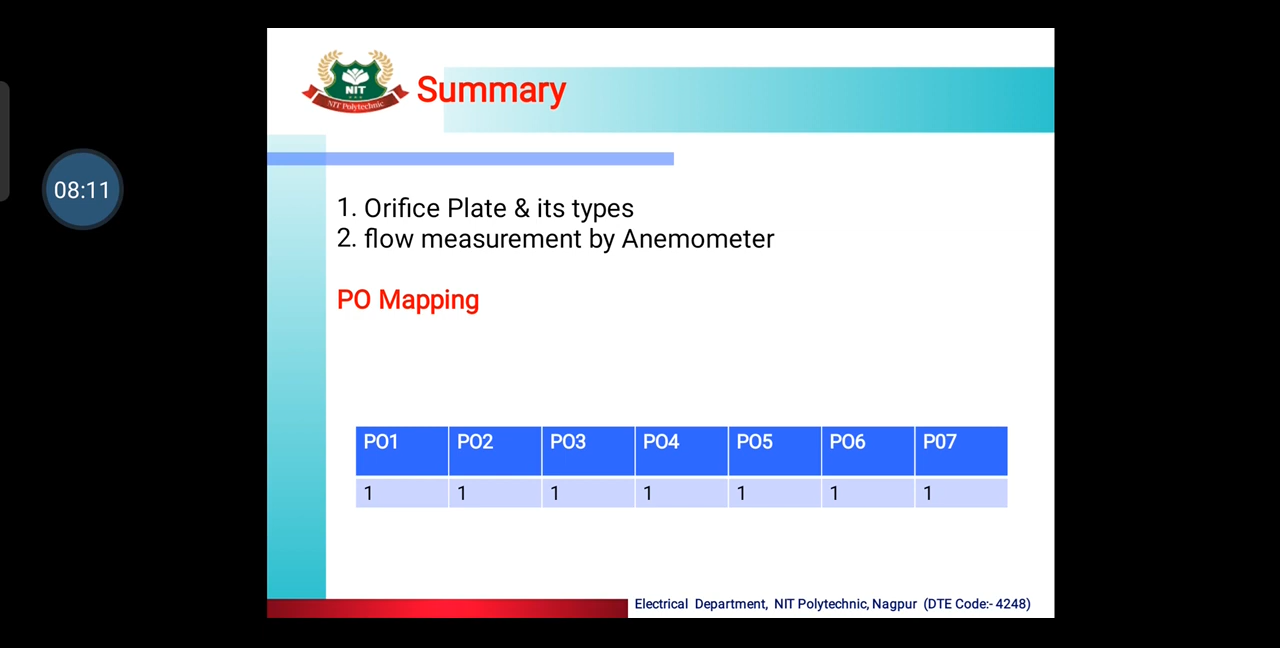 NIT
NIT Polytechnic
Summary
08:11
1. Orifice Plate & its types
2. flow measurement by Anemometer
PO Mapping
PO1 PO2 PO3 PO4 PO5 PO6 P07
1 1 1 1 1 1 1
Electrical Department, NIT Polytechnic, Nagpur (DTE Code:- 4248)